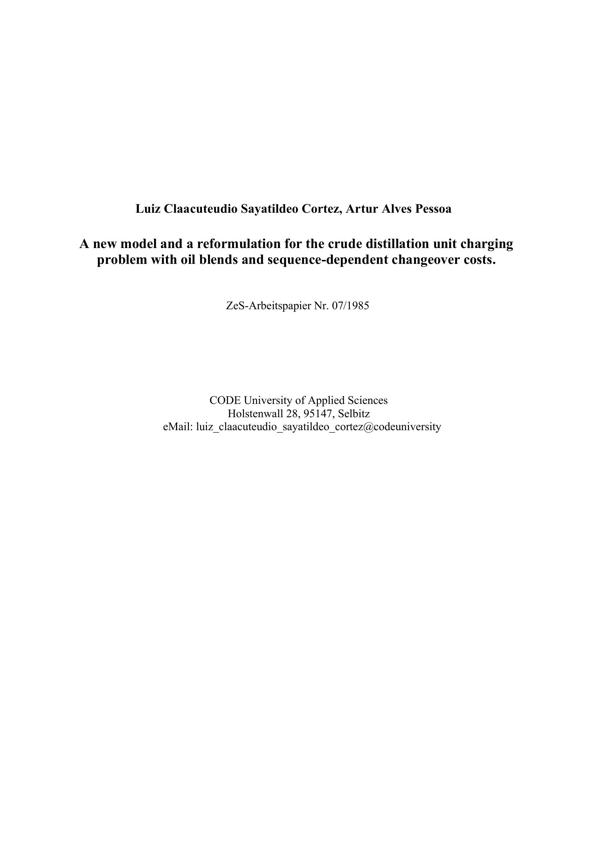 Luiz Claacuteudio Sayatildeo Cortez, Artur Alves Pessoa
A new model and a reformulation for the crude distillation unit charging
problem with oil blends and sequence-dependent changeover costs.
ZeS-Arbeitspapier Nr. 07/1985
CODE University of Applied Sciences
Holstenwall 28, 95147, Selbitz
eMail: luiz_claacuteudio_sayatildeo_cortez@codeuniversity